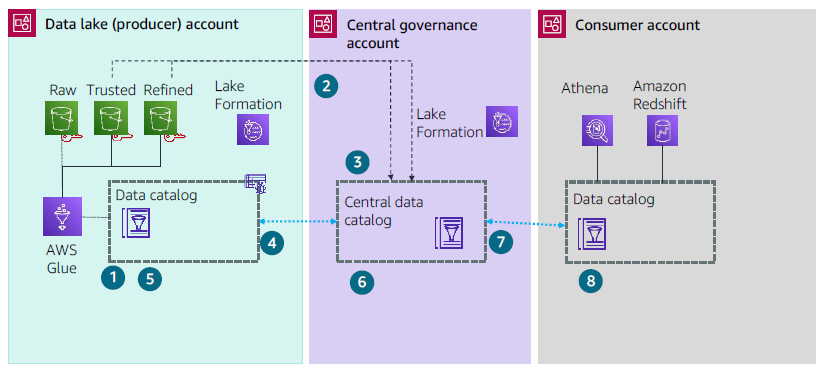 Data lake (producer) account
Central governance
account
Consumer account
2
Raw
Trusted
Refined
Lake
Formation
Lake
Formation
Athena
Amazon
Redshift
3
Data catalog
Central data
catalog
Data catalog
AWS
Glue
4
7
1
5
6
8